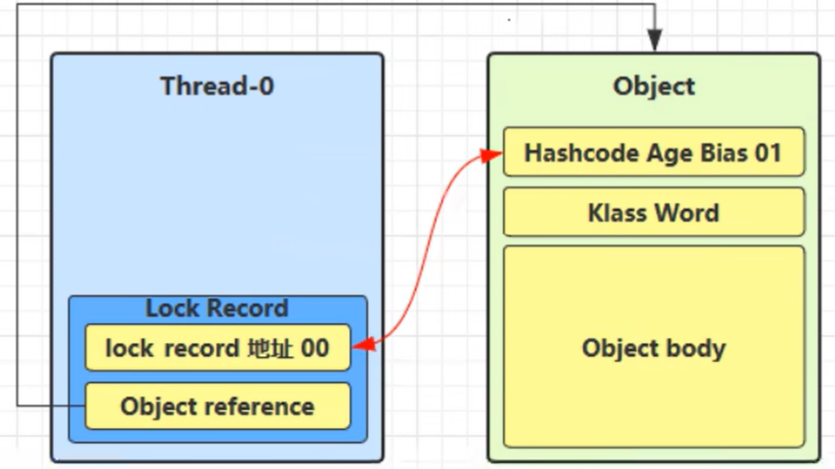 Thread-0
Lock Record
lock record 地址 00
Object reference
Object
Hashcode Age Bias 01
Klass Word
Object body